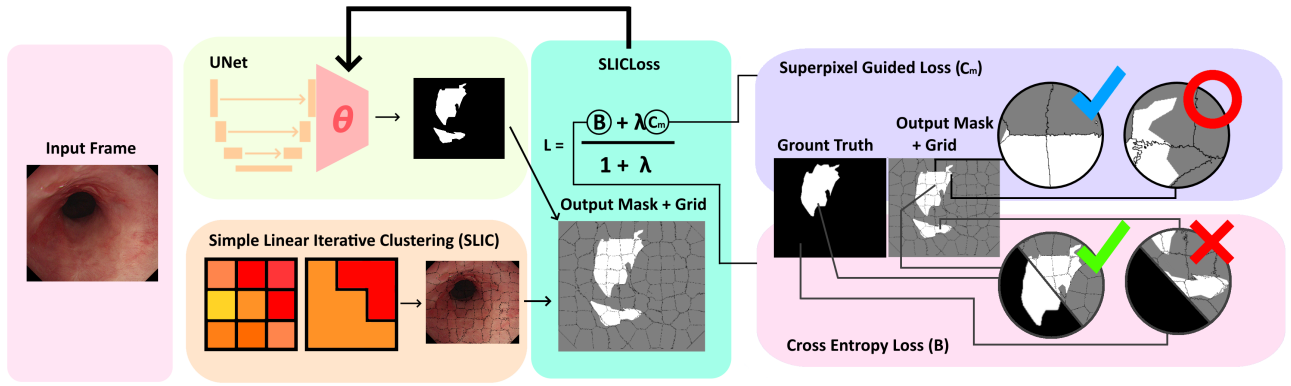 Input Frame
UNet
θ
Simple Linear Iterative Clustering (SLIC)
SLICLoss
L =
B + λCm
1 + λ
Output Mask + Grid
Superpixel Guided Loss (Cm)
Grount Truth
Output Mask
+ Grid
Cross Entropy Loss (B)